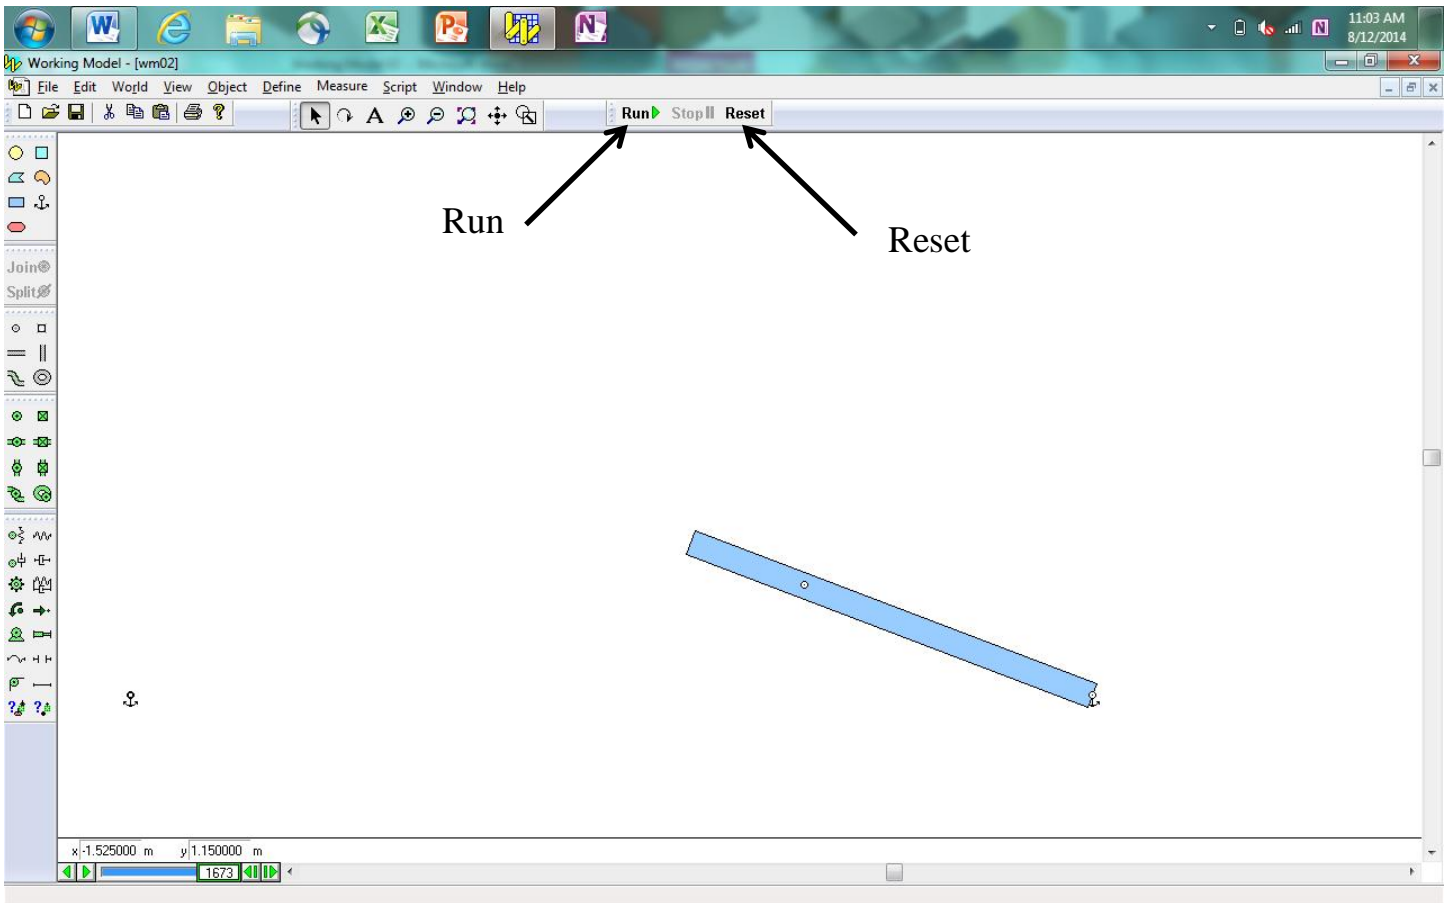 11:03 AM
8/12/2014
Working Model - [wm02]
File Edit World View Object Define Measure Script Window Help
A Run Stop Reset
Run
Reset
Join
Split
x -1.525000 m y 1.150000 m
1673